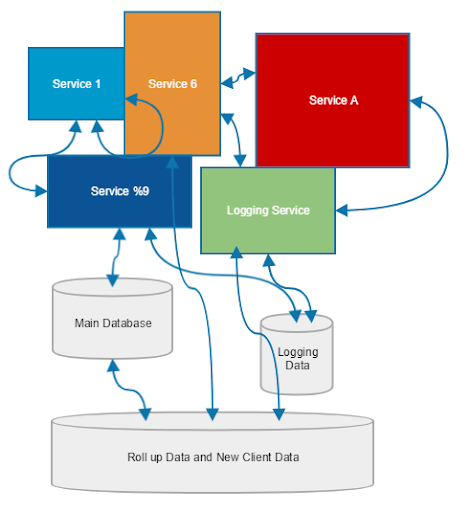 Service 1
Service 6
Service A
Service %9
Logging Service
Main Database
Logging
Data
Roll up Data and New Client Data